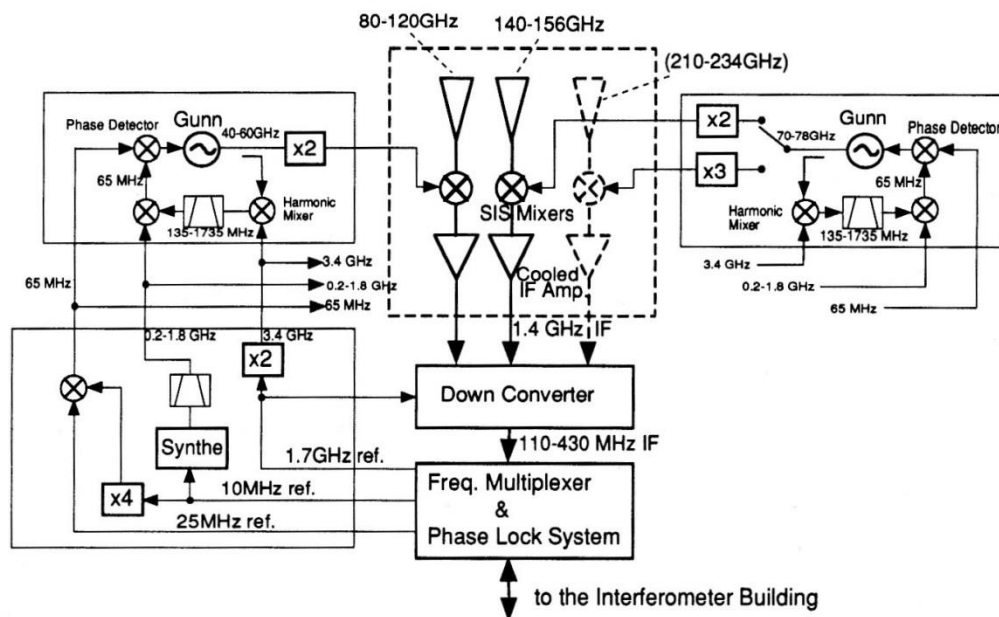 80-120GHz
140-156GHz
(210-234GHz)
Phase Detector
Gunn
40-60GHz
x2
65 MHz
Harmonic
Mixer
135-1735 MHz
SIS Mixers
Cooled
IF Amp.
1.4 GHz IF
x2
x3
70-78GHz
Gunn
Phase Detector
65 MHz
Harmonic
Mixer
135-1735 MHz
3.4 GHz
0.2-1.8 GHz
65 MHz
65 MHz
3.4 GHz
0.2-1.8 GHz
65 MHz
0.2-1.8 GHz
3.4 GHz
x2
Synthe
x4
1.7GHz ref.
10MHz ref.
25MHz ref.
Down Converter
110-430 MHz IF
Freq. Multiplexer
&
Phase Lock System
to the Interferometer Building